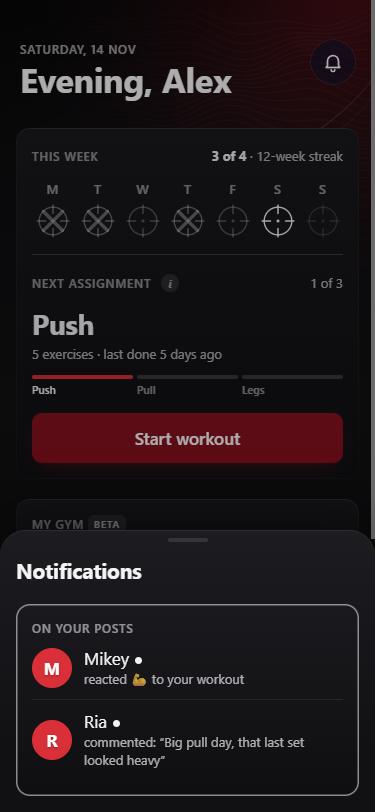 SATURDAY, 14 NOV
Evening, Alex
THIS WEEK
3 of 4 · 12-week streak
M T W T F S S
NEXT ASSIGNMENT i
1 of 3
Push
5 exercises · last done 5 days ago
Push Pull Legs
Start workout
MY GYM BETA
Notifications
ON YOUR POSTS
M
Mikey
reacted 💪 to your workout
R
Ria
commented: “Big pull day, that last set
looked heavy”